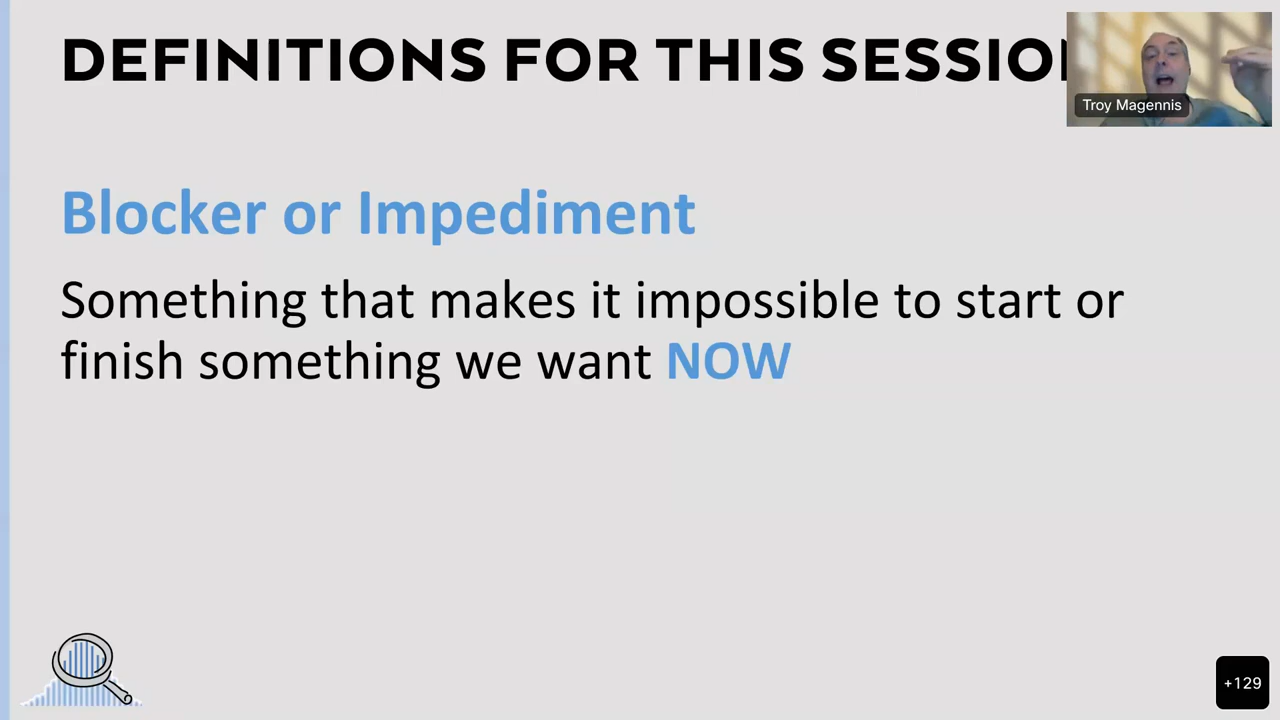 DEFINITIONS FOR THIS SESSION
Troy Magennis
Blocker or Impediment
Something that makes it impossible to start or
finish something we want NOW
+129